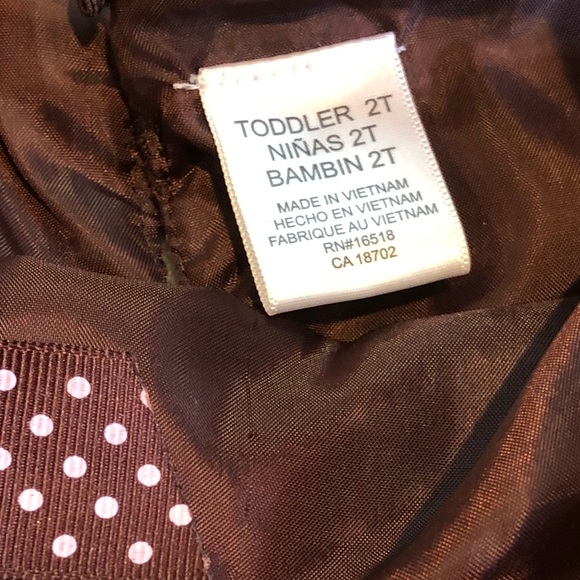 TODDLER 2T
NIÑAS 2T
BAMBIN 2T
MADE IN VIETNAM
HECHO EN VIETNAM
FABRIQUE AU VIETNAM
RN#16518
CA 18702